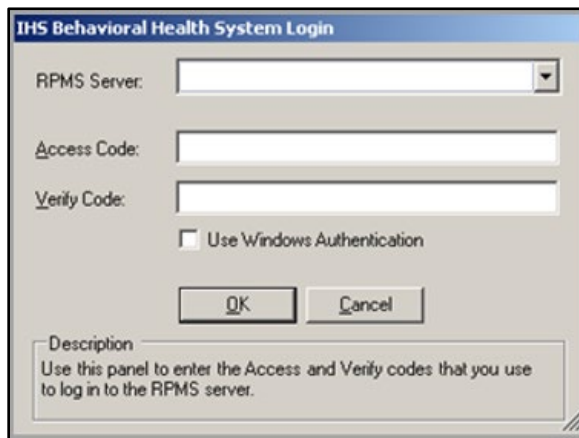 IHS Behavioral Health System Login
RPMS Server:
Access Code:
Verify Code:
Use Windows Authentication
OK Cancel
Description
Use this panel to enter the Access and Verify codes that you use
to log in to the RPMS server.